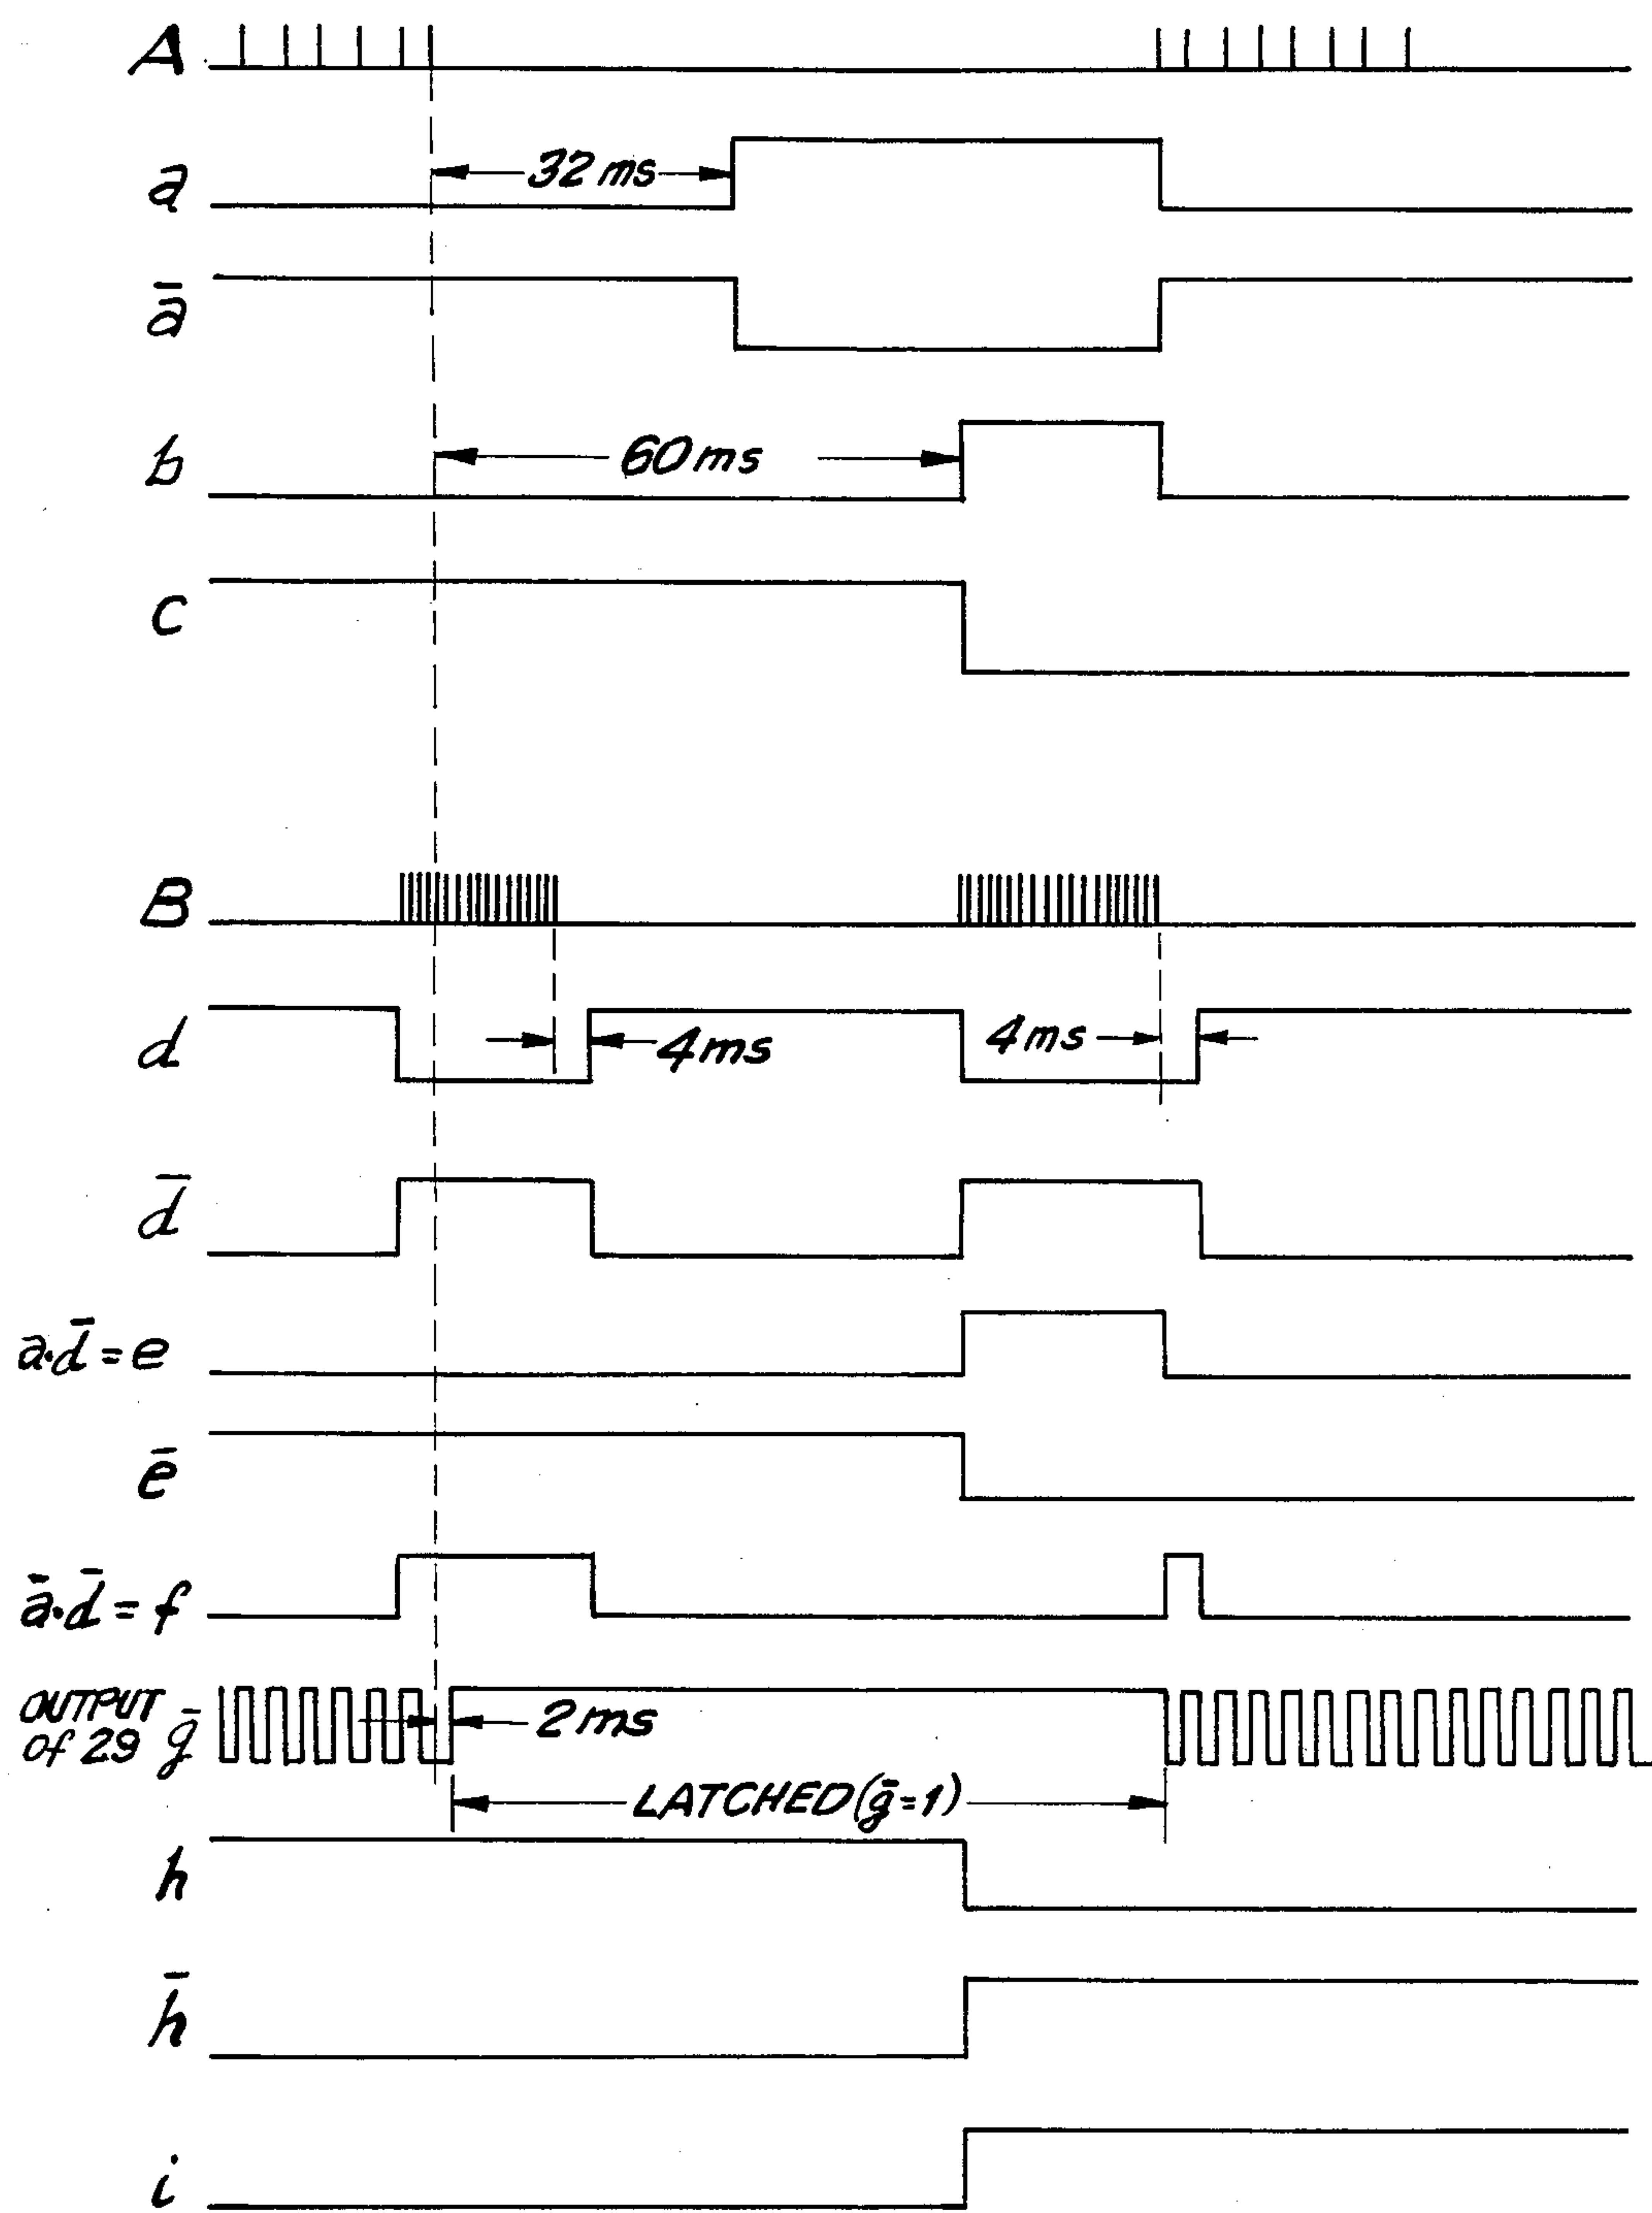 A
a
32 ms
ā
b
60 ms
c
B
d
4 ms
4 ms
d̄
a·d̄ = e
ē
ā·d̄ = f
OUTPUT
of 29 ḡ
2 ms
LATCHED (ḡ=1)
h
h̄
i